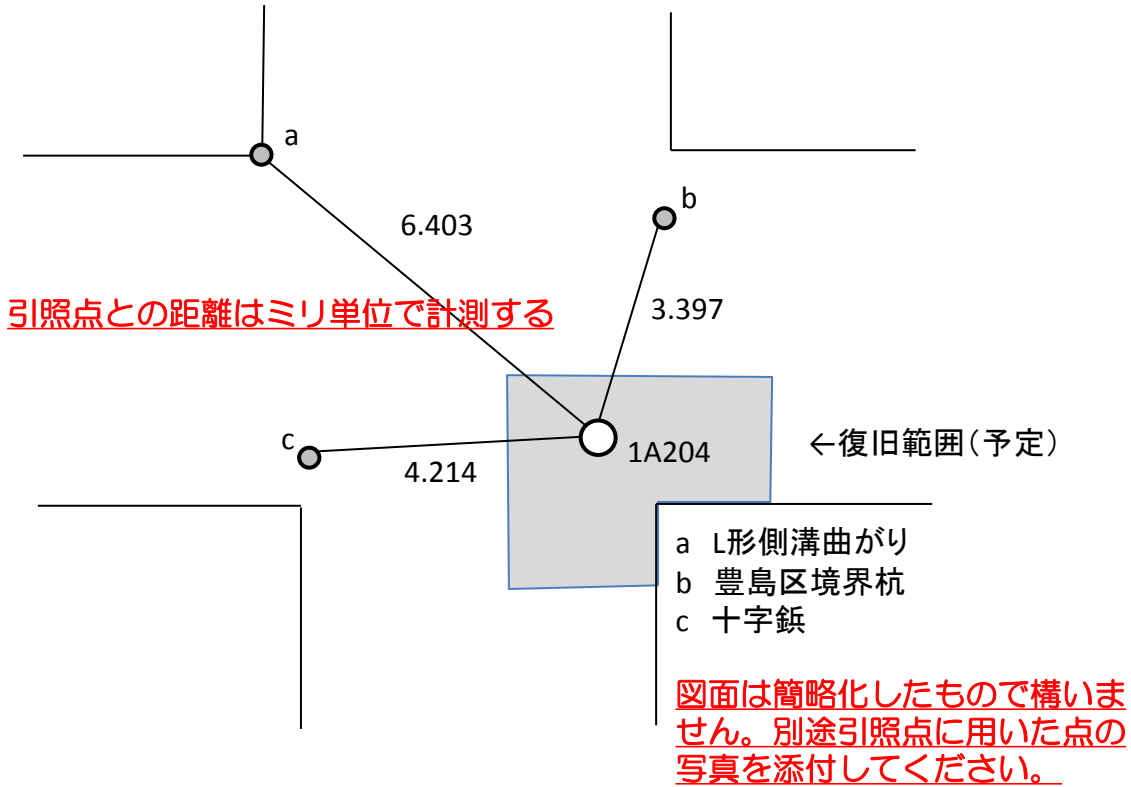 a
b
6.403
引照点との距離はミリ単位で計測する
3.397
c
1A204
←復旧範囲(予定)
4.214
a L形側溝曲がり
b 豊島区境界杭
c 十字鋲
図面は簡略化したもので構いま
せん。別途引照点に用いた点の
写真を添付してください。